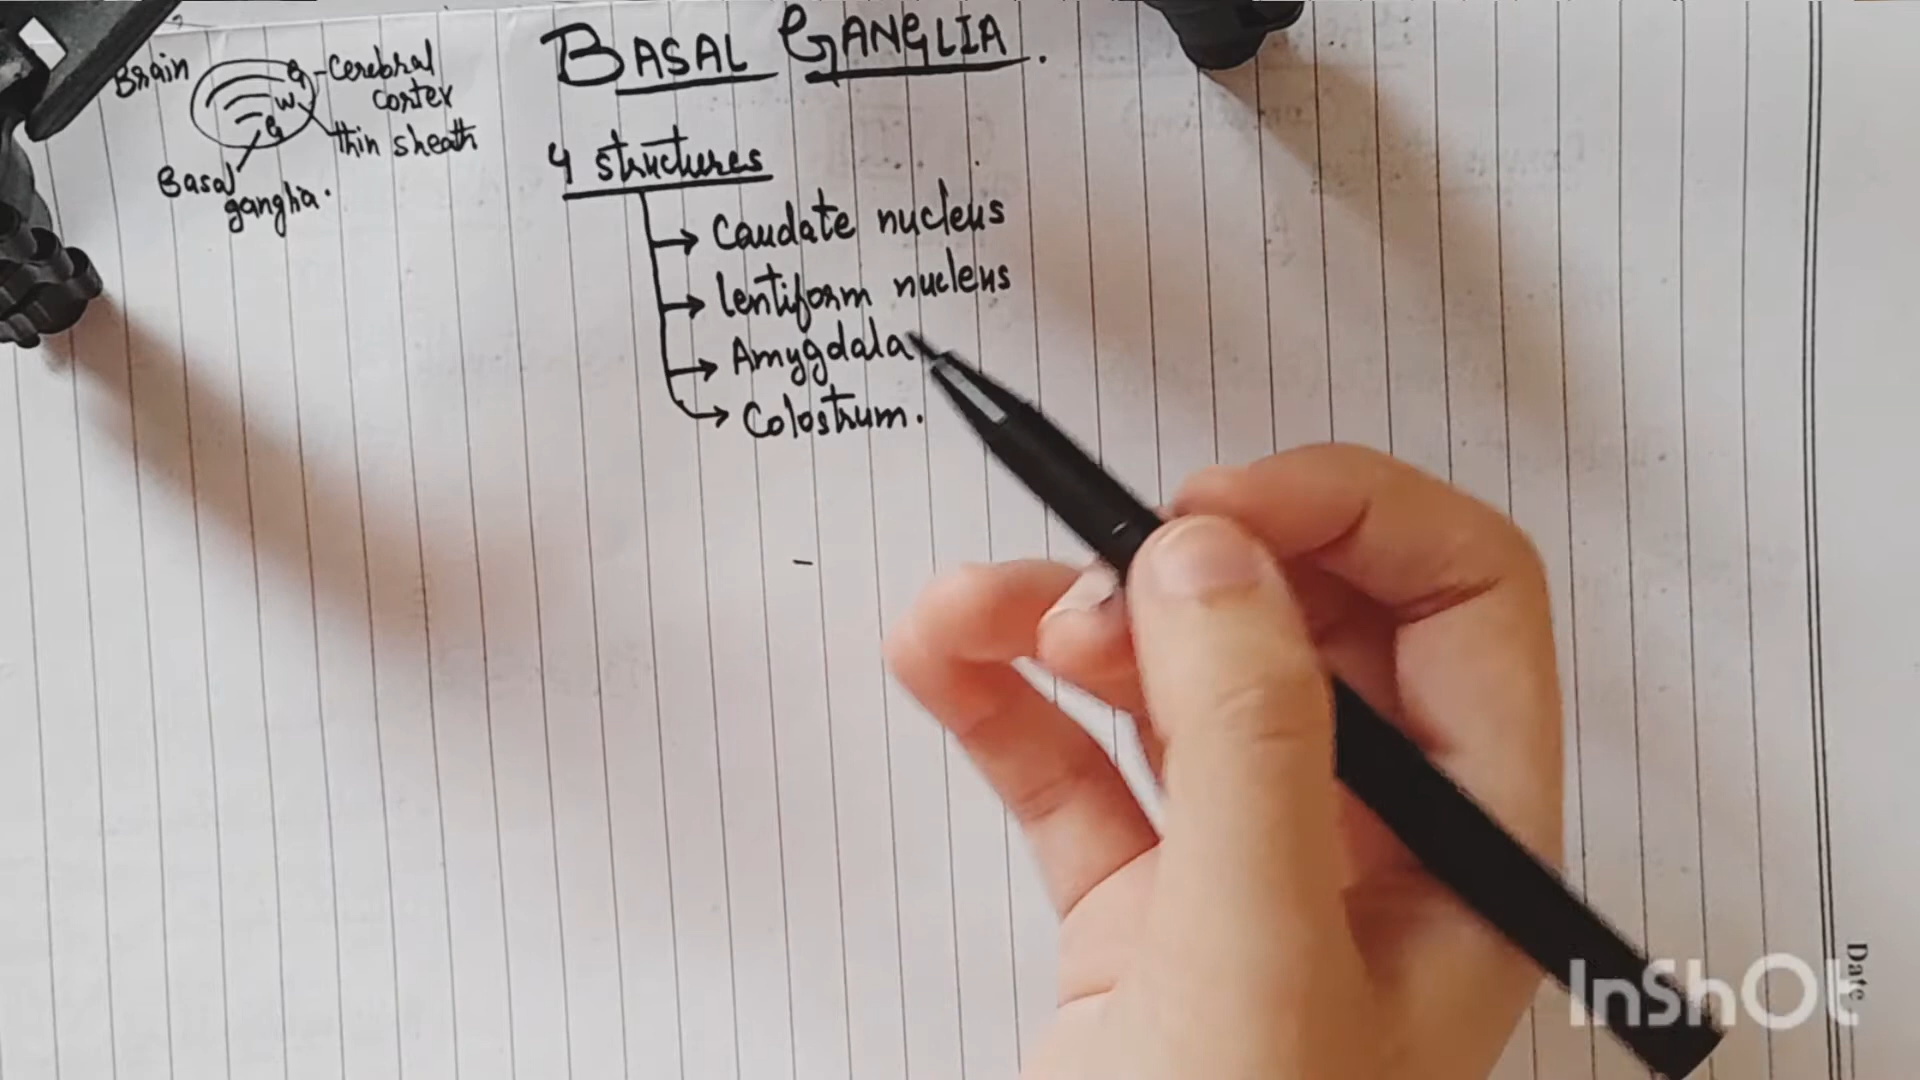 BASAL GANGLIA.
Brain
G - Cerebral
cortex
W
thin sheath
G
Basal
ganglia.
4 structures
Caudate nucleus
lentiform nucleus
Amygdala
Colostrum.
InShOt
Date